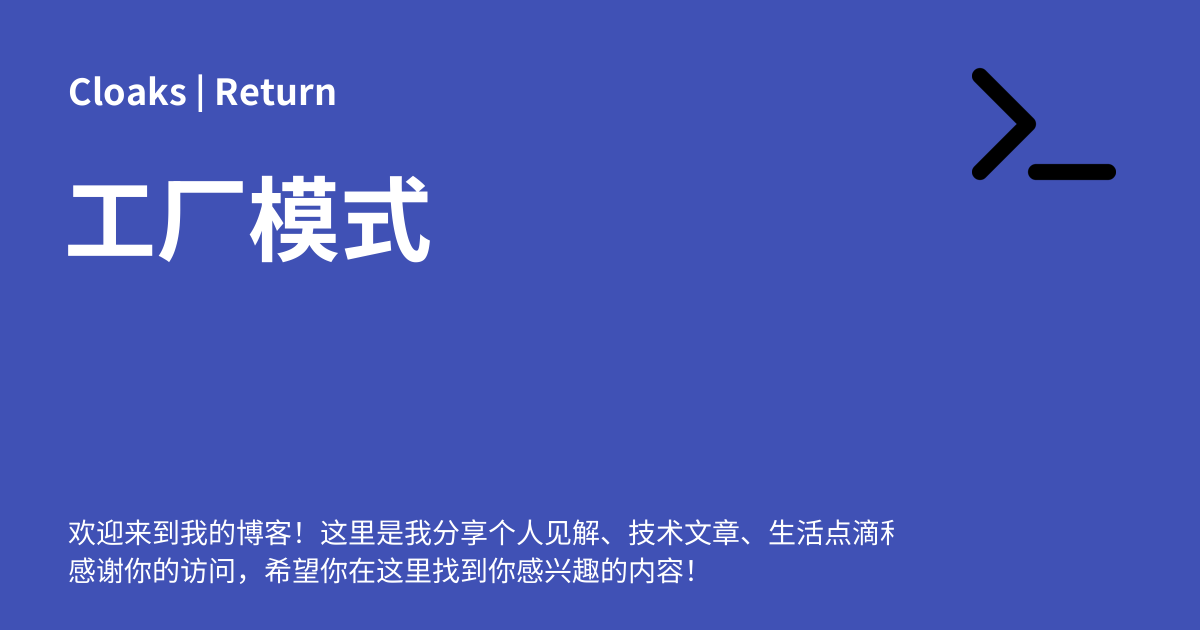 Cloaks | Return
工厂模式
欢迎来到我的博客！这里是我分享个人见解、技术文章、生活点滴
感谢你的访问，希望你在这里找到你感兴趣的内容！